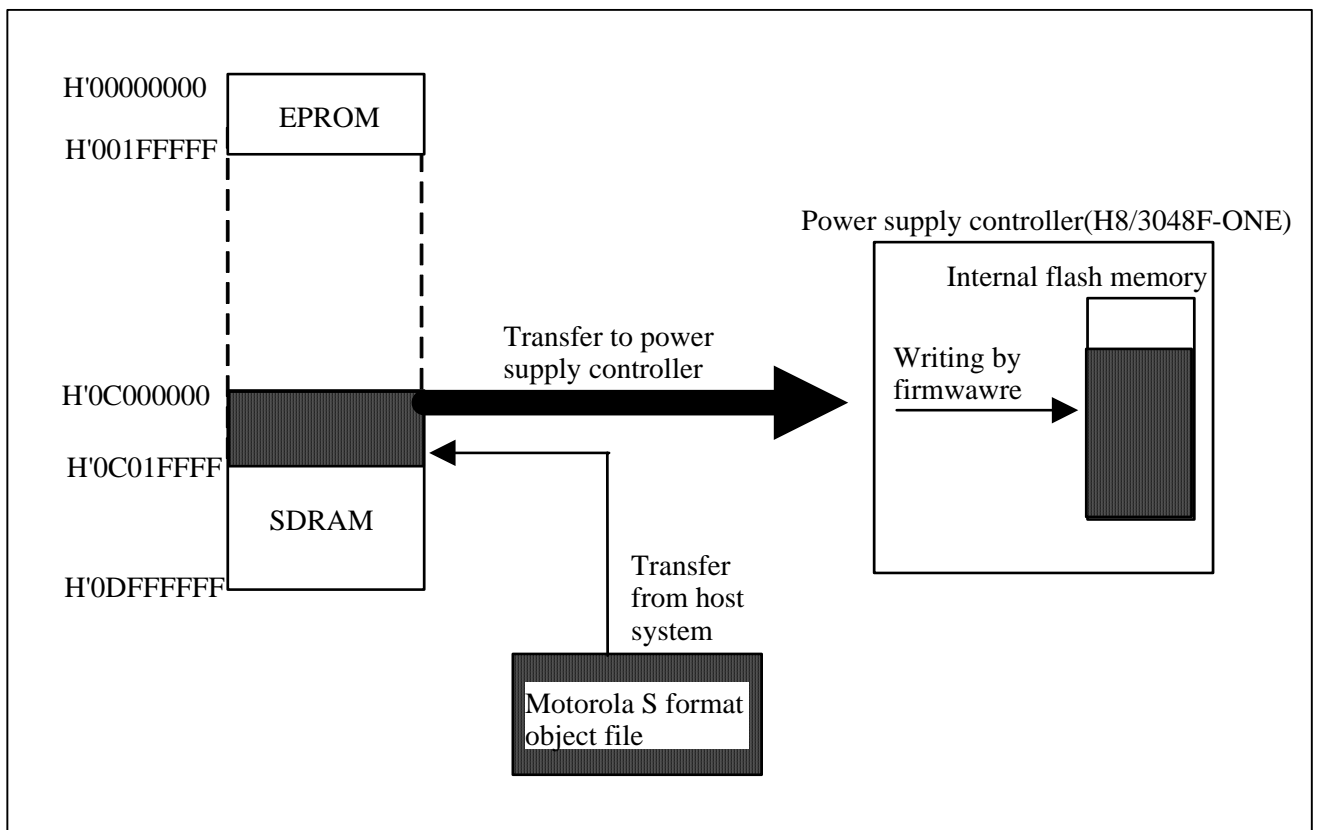 H'00000000
EPROM
H'001FFFFF
Power supply controller(H8/3048F-ONE)
Internal flash memory
Transfer to power
supply controller
Writing by
firmwawre
H'0C000000
H'0C01FFFF
SDRAM
H'0DFFFFFF
Transfer
from host
system
Motorola S format
object file